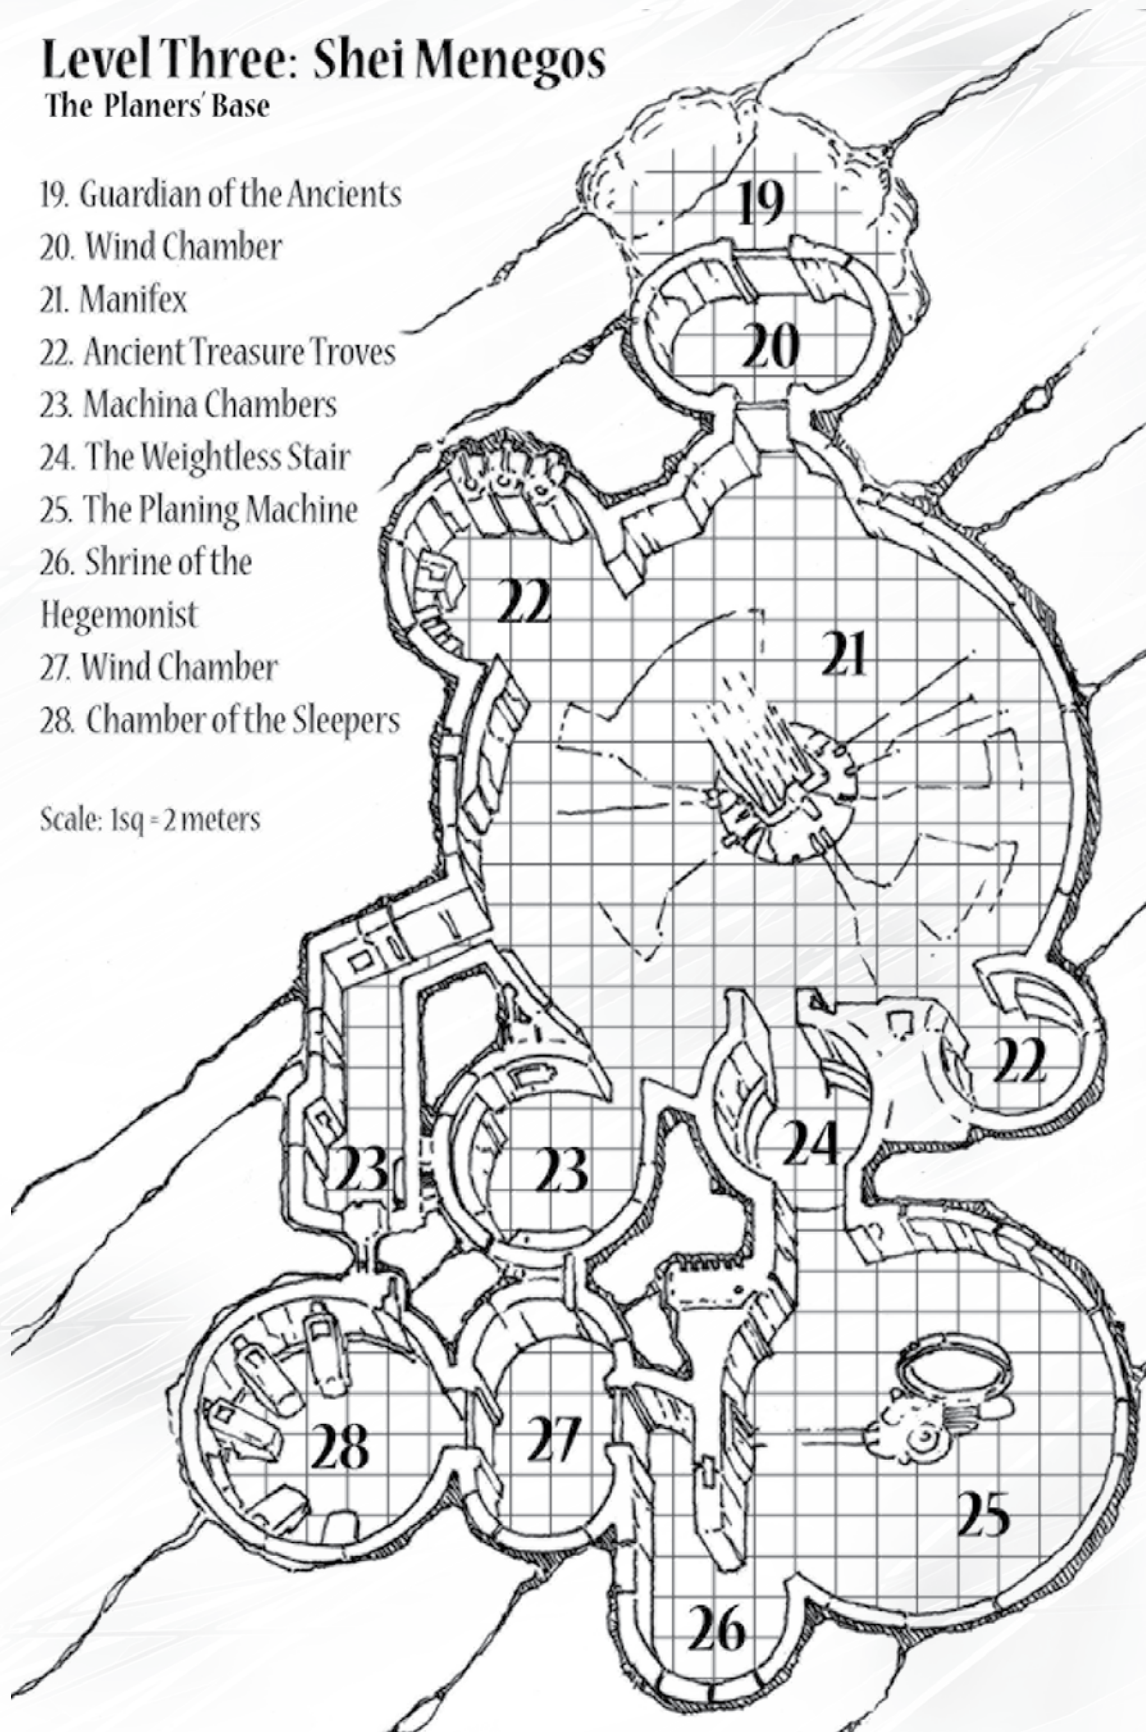 Level Three: Shei Menegos
The Planers' Base
19. Guardian of the Ancients
20. Wind Chamber
21. Manifex
22. Ancient Treasure Troves
23. Machina Chambers
24. The Weightless Stair
25. The Planing Machine
26. Shrine of the
Hegemonist
27. Wind Chamber
28. Chamber of the Sleepers
Scale: 1sq = 2 meters
19
20
22
21
22
24
23
23
27
28
25
26